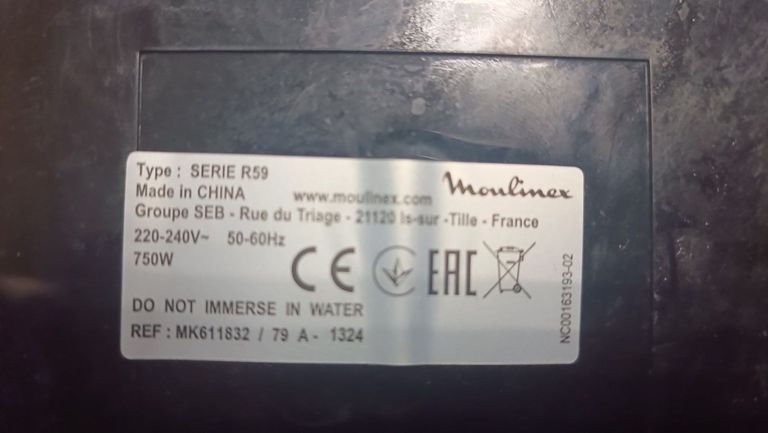 Type : SERIE R59
Made in CHINA
www.moulinex.com
Moulinex
Groupe SEB - Rue du Triage - 21120 Is-sur -Tille - France
220-240V~ 50-60Hz
750W
CE
EAC
DO NOT IMMERSE IN WATER
REF : MK611832 / 79 A - 1324
NC00163193-02